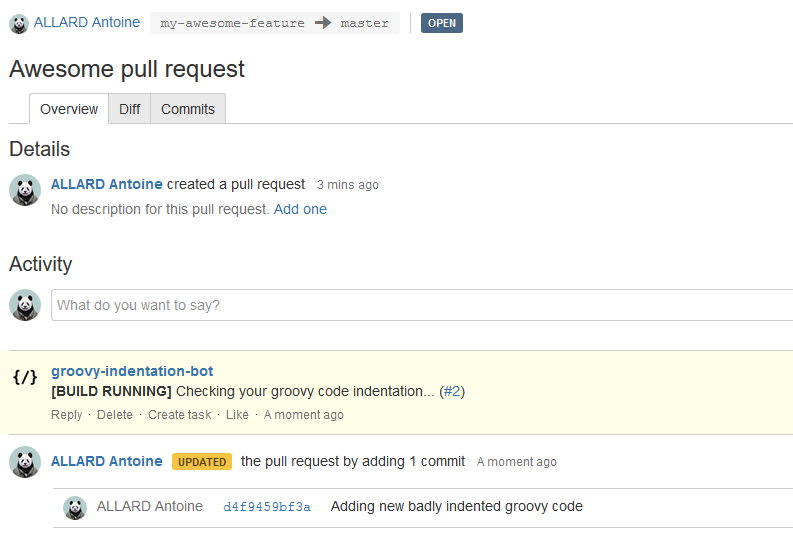 ALLARD Antoine my-awesome-feature → master OPEN
Awesome pull request
Overview Diff Commits
Details
ALLARD Antoine created a pull request 3 mins ago
No description for this pull request. Add one
Activity
What do you want to say?
{/} groovy-indentation-bot
[BUILD RUNNING] Checking your groovy code indentation... (#2)
Reply · Delete · Create task · Like · A moment ago
ALLARD Antoine UPDATED the pull request by adding 1 commit A moment ago
ALLARD Antoine d4f9459bf3a Adding new badly indented groovy code